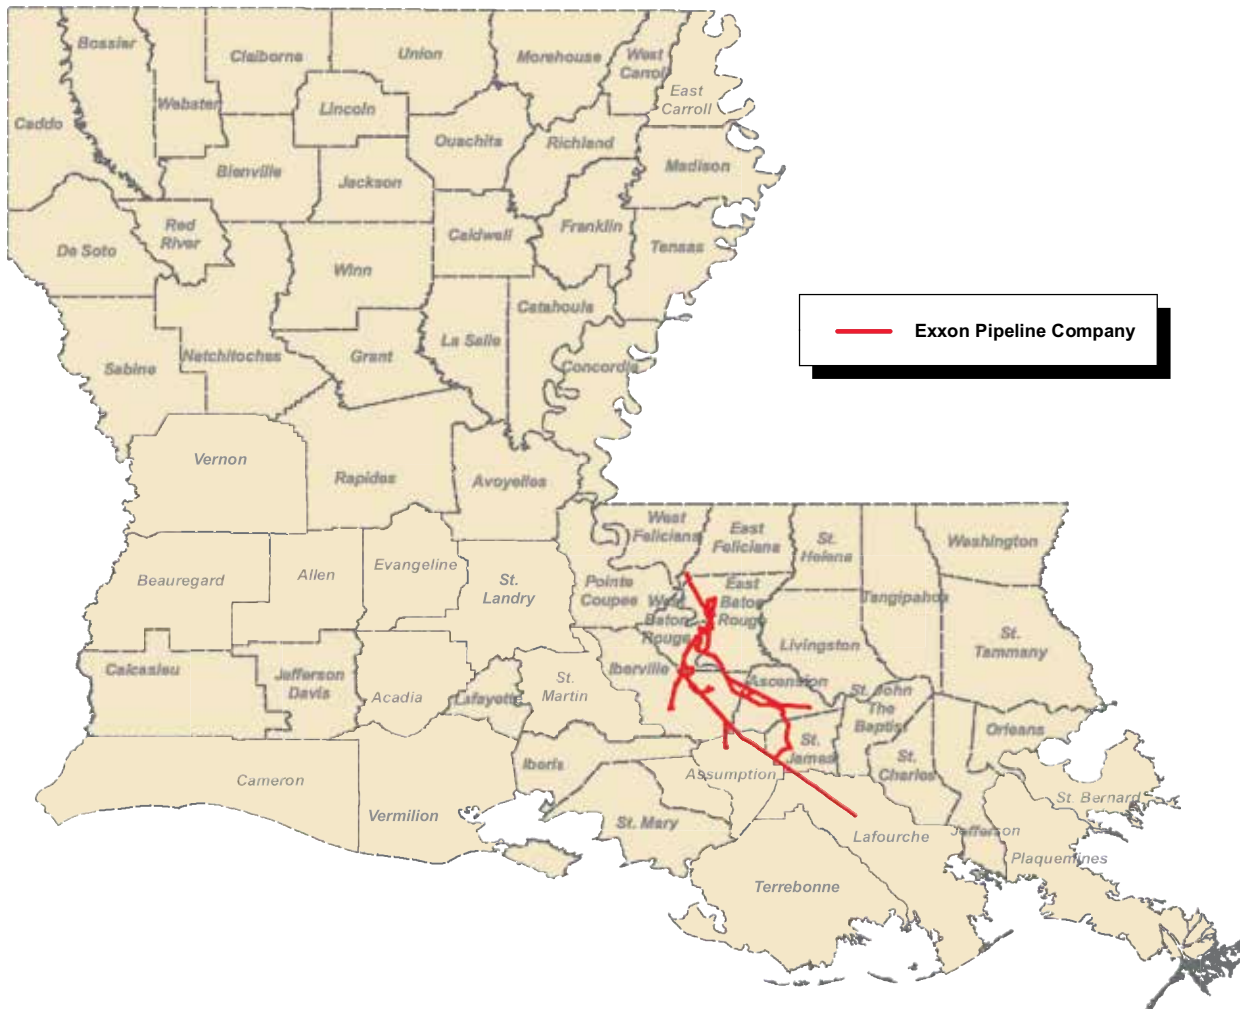 Bossier
Claiborne
Union
Morehouse
West
Carroll
East
Carroll
Caddo
Webster
Lincoln
Ouachita
Richland
Madison
Bienville
Jackson
Franklin
Tensas
De Soto
Red
River
Winn
Caldwell
Catahoula
Exxon Pipeline Company
Sabine
Natchitoches
Grant
La Salle
Concordia
Vernon
Rapides
Avoyelles
West
Feliciana
East
Feliciana
St.
Helena
Washington
Beauregard
Allen
Evangeline
St.
Landry
Pointe
Coupee
West
Baton
Rouge
East
Baton
Rouge
Tangipahoa
Livingston
St.
Tammany
Calcasieu
Jefferson
Davis
Acadia
Lafayette
St.
Martin
Iberville
Ascension
St. John
The
Baptist
Orleans
Cameron
Vermilion
Iberia
Assumption
St.
James
St.
Charles
St. Bernard
St. Mary
Lafourche
Jefferson
Plaquemines
Terrebonne